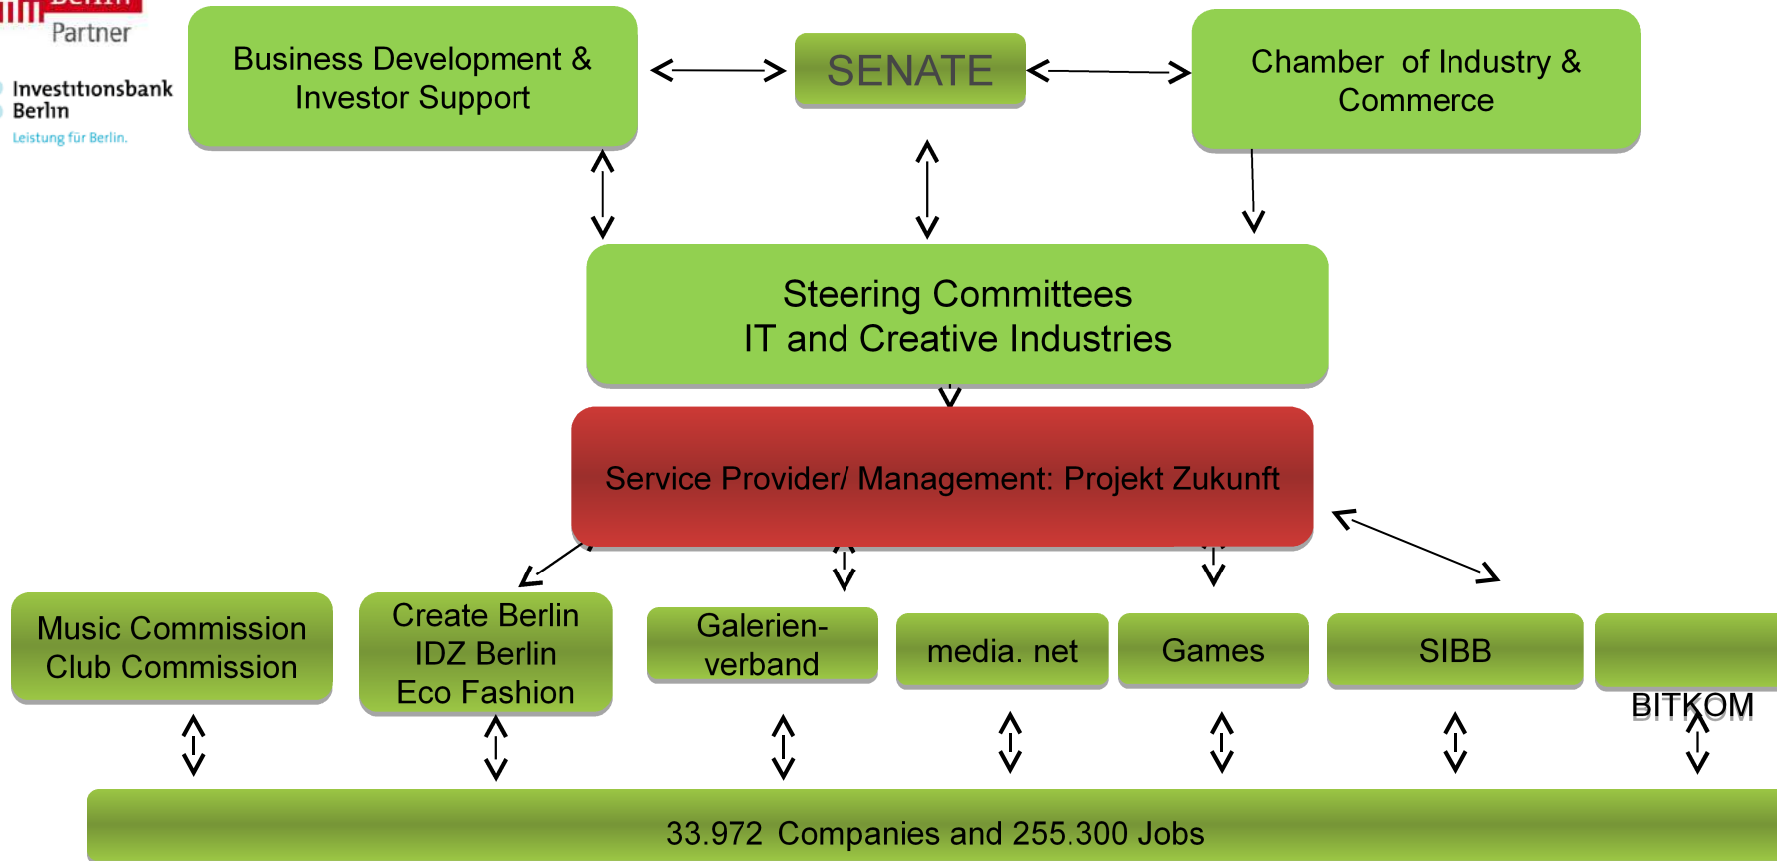 Berlin
Partner
Investitionsbank
Berlin
Leistung für Berlin.
Business Development &
Investor Support
SENATE
Chamber of Industry &
Commerce
Steering Committees
IT and Creative Industries
Service Provider/ Management: Projekt Zukunft
Music Commission
Club Commission
Create Berlin
IDZ Berlin
Eco Fashion
Galerien-
verband
media. net
Games
SIBB
BITKOM
33.972 Companies and 255.300 Jobs